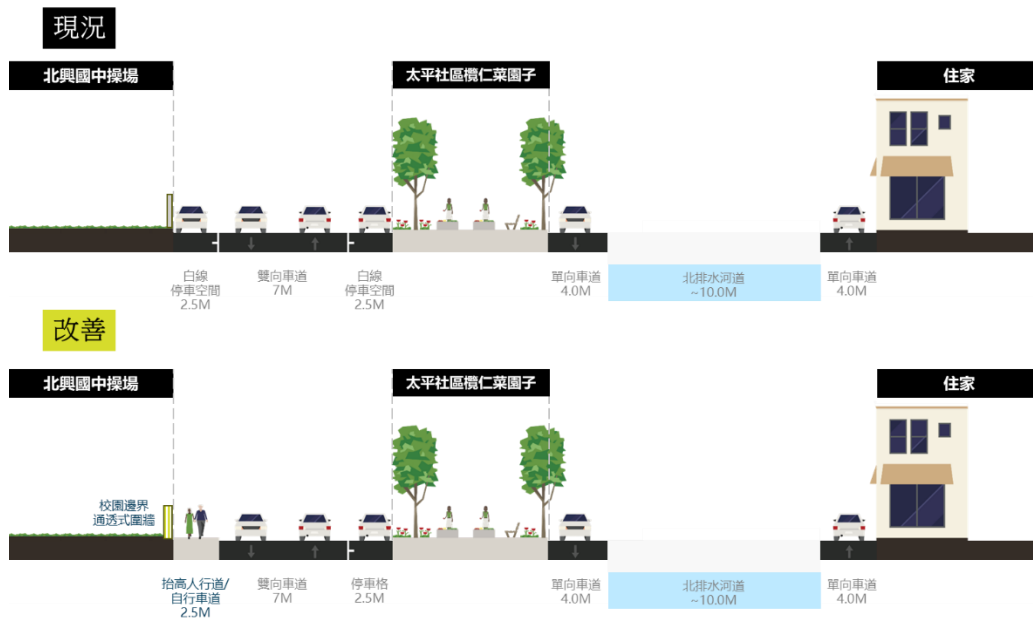 現況
北興國中操場
太平社區欖仁菜園子
住家
白線
停車空間
2.5M
雙向車道
7M
白線
停車空間
2.5M
單向車道
4.0M
北排水河道
~10.0M
單向車道
4.0M
改善
北興國中操場
太平社區欖仁菜園子
住家
校園邊界
通透式圍牆
抬高人行道/
自行車道
2.5M
雙向車道
7M
停車格
2.5M
單向車道
4.0M
北排水河道
~10.0M
單向車道
4.0M